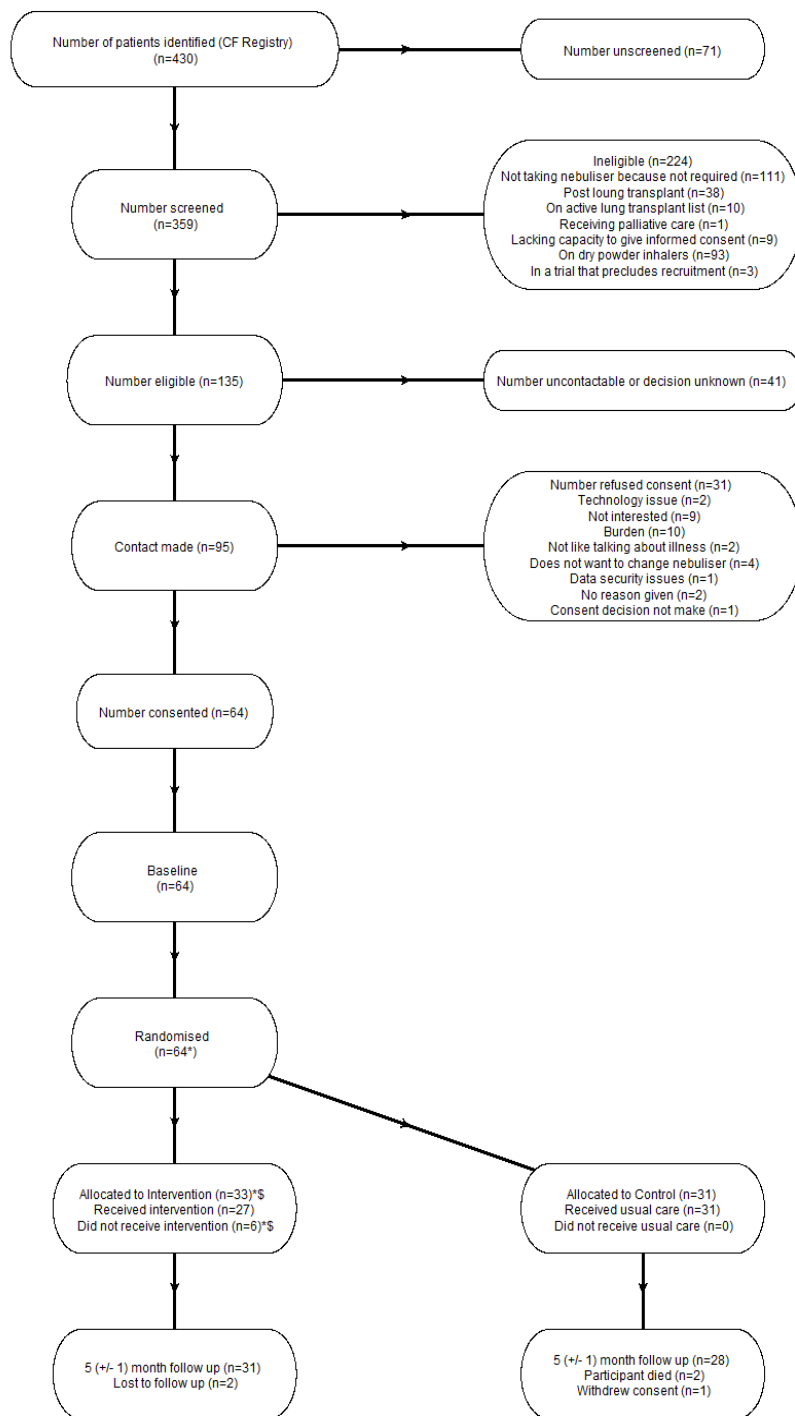 Number of patients identified (CF Registry)
(n=430)
Number unscreened (n=71)
Number screened
(n=359)
Ineligible (n=224)
Not taking nebuliser because not required (n=111)
Post loung transplant (n=38)
On active lung transplant list (n=10)
Receiving palliative care (n=1)
Lacking capacity to give informed consent (n=9)
On dry powder inhalers (n=93)
In a trial that precludes recruitment (n=3)
Number eligible (n=135)
Number uncontactable or decision unknown (n=41)
Contact made (n=95)
Number refused consent (n=31)
Technology issue (n=2)
Not interested (n=9)
Burden (n=10)
Not like talking about illness (n=2)
Does not want to change nebuliser (n=4)
Data security issues (n=1)
No reason given (n=2)
Consent decision not make (n=1)
Number consented (n=64)
Baseline
(n=64)
Randomised
(n=64*)
Allocated to Intervention (n=33)*$
Received intervention (n=27)
Did not receive intervention (n=6)*$
Allocated to Control (n=31)
Received usual care (n=31)
Did not receive usual care (n=0)
5 (+/- 1) month follow up (n=31)
Lost to follow up (n=2)
5 (+/- 1) month follow up (n=28)
Participant died (n=2)
Withdrew consent (n=1)